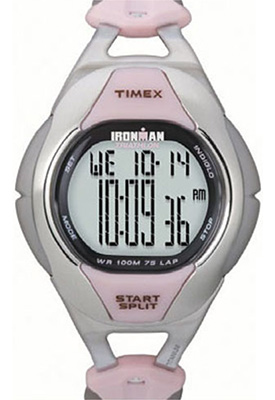 TIMEX
IRONMAN
TRIATHLON
SET
INDIGLO
WE 10-14
10:09 36 PM
MODE
STOP
WR 100M 75 LAP
START
SPLIT